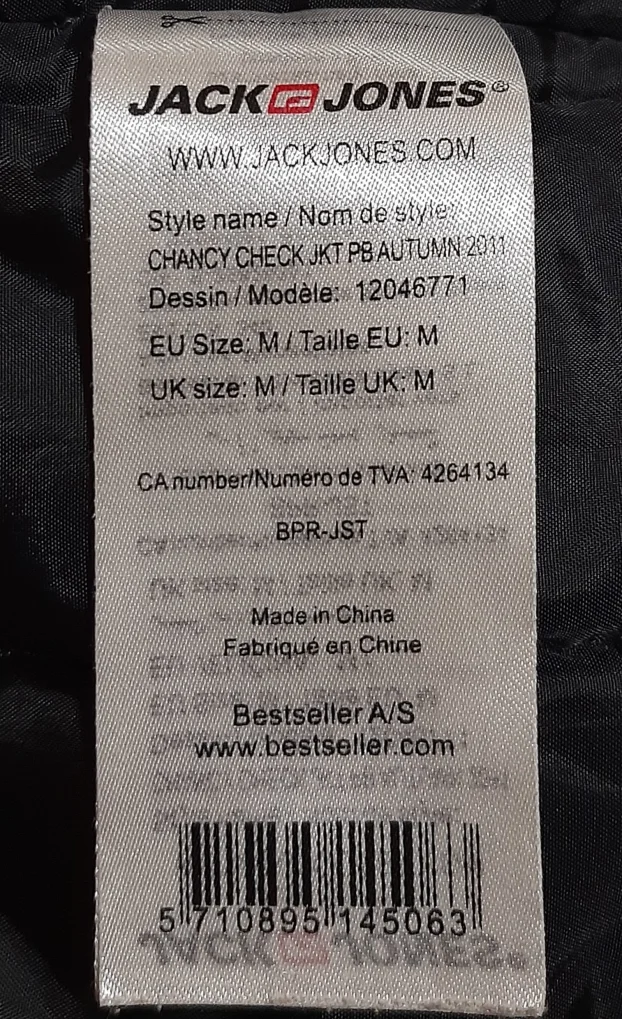 JACK JONES®
WWW.JACKJONES.COM
Style name / Nom de style:
CHANCY CHECK JKT PB AUTUMN 2011
Dessin / Modèle: 12046771
EU Size: M / Taille EU: M
UK size: M / Taille UK: M
CA number/Numéro de TVA: 4264134
BPR-JST
Made in China
Fabriqué en Chine
Bestseller A/S
www.bestseller.com
5 710895 145063